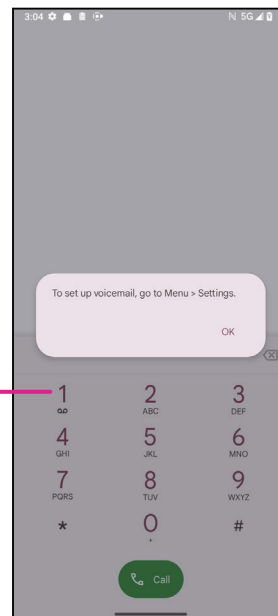 3:04 N 5G
To set up voicemail, go to Menu > Settings.
OK
1 2 3
ABC DEF
4 5 6
GHI JKL MNO
7 8 9
PQRS TUV WXYZ
* 0 #
+
Call